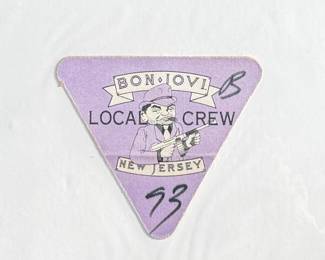 BON • JOVI
B
LOCAL CREW
NEW JERSEY
93